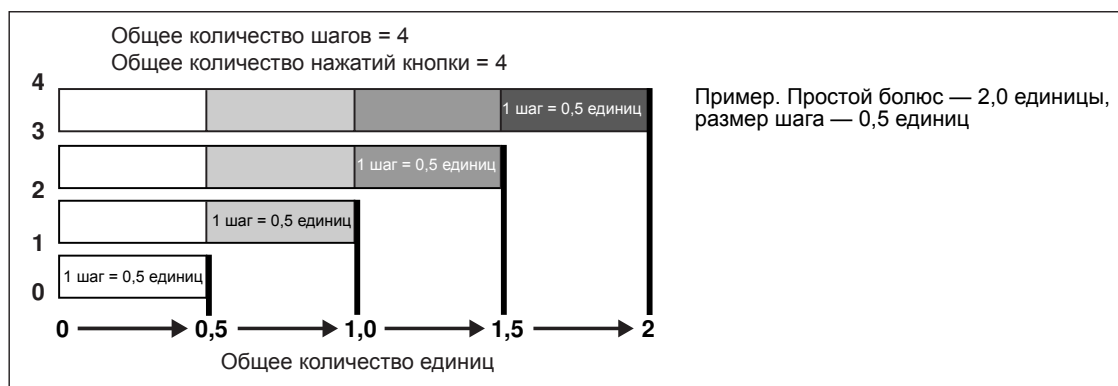 Общее количество шагов = 4
Общее количество нажатий кнопки = 4
Пример. Простой болюс — 2,0 единицы,
размер шага — 0,5 единиц
4
1 шаг = 0,5 единиц
3
1 шаг = 0,5 единиц
2
1 шаг = 0,5 единиц
1
1 шаг = 0,5 единиц
0
0 0,5 1,0 1,5 2
Общее количество единиц